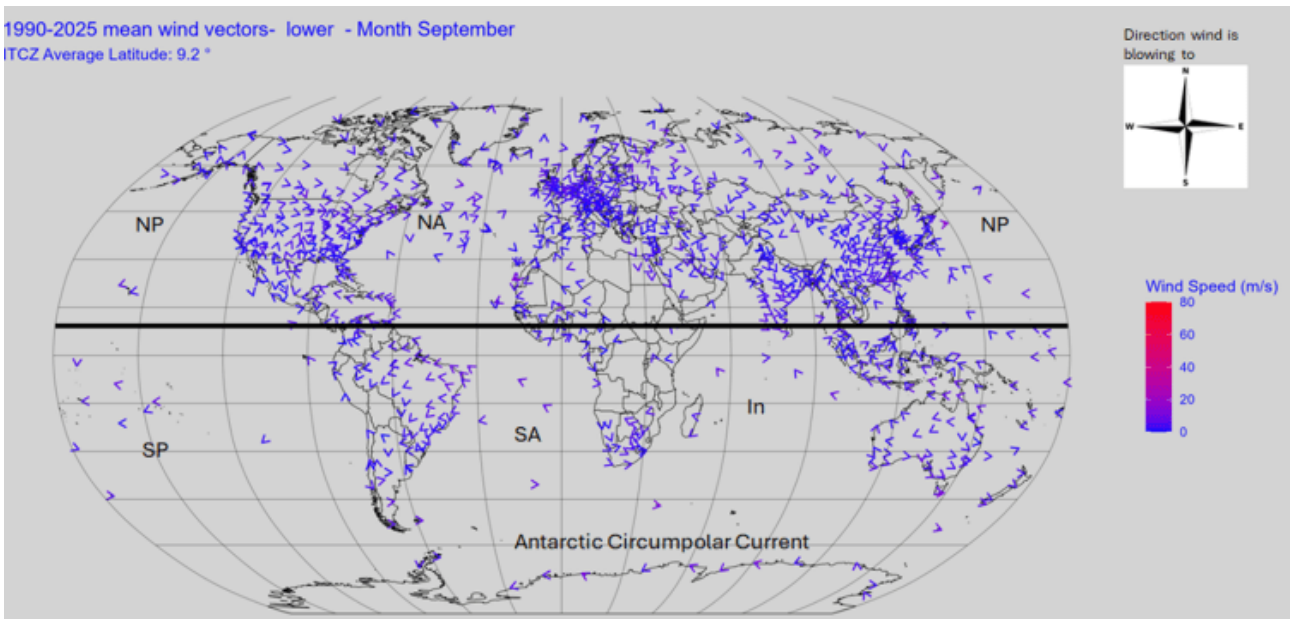 1990-2025 mean wind vectors- lower - Month September
ITCZ Average Latitude: 9.2 °
Direction wind is
blowing to
N
W
E
S
NP
NA
NP
Wind Speed (m/s)
80
60
40
20
0
In
SA
SP
Antarctic Circumpolar Current